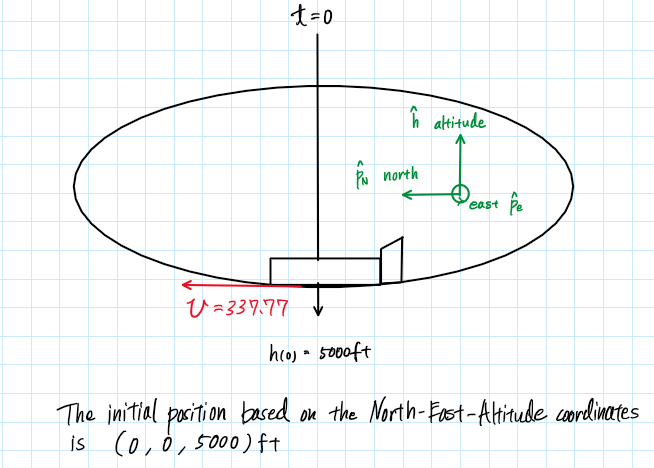 t=0
ĥ altitude
p̂N north
east p̂E
v=337.77
h(0) = 5000ft
The initial position based on the North-East-Altitude coordinates
is (0, 0, 5000) ft